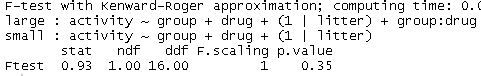 F-test with Kenward-Roger approximation; computing time: 0.0
large : activity ~ group + drug + (1 | litter) + group:drug
small : activity ~ group + drug + (1 | litter)
stat ndf ddf F.scaling p.value
Ftest 0.93 1.00 16.00 1 0.35